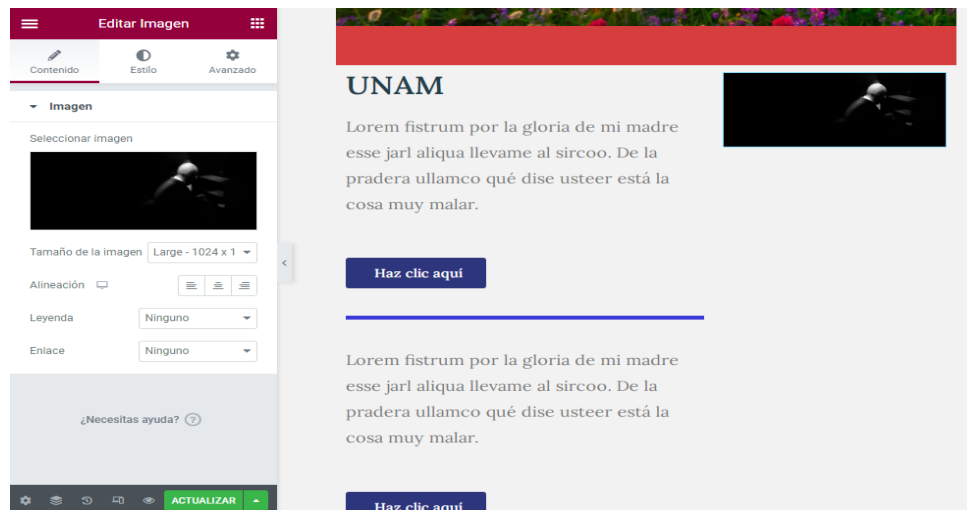 Editar Imagen
Contenido
Estilo
Avanzado
Imagen
Seleccionar imagen
Tamaño de la imagen
Large - 1024 x 1
Alineación
Leyenda
Ninguno
Enlace
Ninguno
¿Necesitas ayuda? ?
ACTUALIZAR
<
UNAM
Lorem fistrum por la gloria de mi madre
esse jarl aliqua llevame al sircoo. De la
pradera ullamco qué dise usteer está la
cosa muy malar.
Haz clic aquí
Lorem fistrum por la gloria de mi madre
esse jarl aliqua llevame al sircoo. De la
pradera ullamco qué dise usteer está la
cosa muy malar.
Haz clic aquí